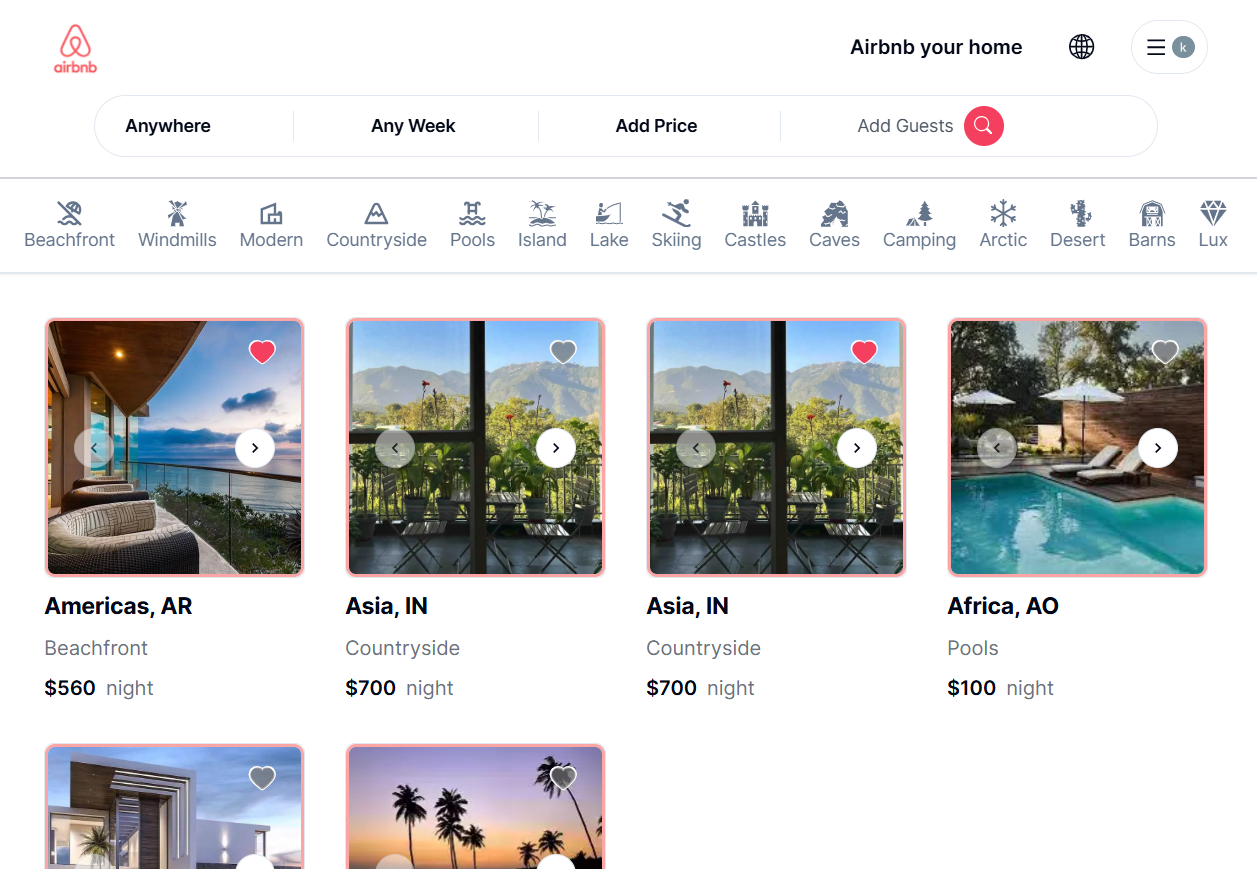 airbnb
Airbnb your home
k
Anywhere
Any Week
Add Price
Add Guests
Beachfront
Windmills
Modern
Countryside
Pools
Island
Lake
Skiing
Castles
Caves
Camping
Arctic
Desert
Barns
Lux
Americas, AR
Beachfront
$560 night
Asia, IN
Countryside
$700 night
Asia, IN
Countryside
$700 night
Africa, AO
Pools
$100 night